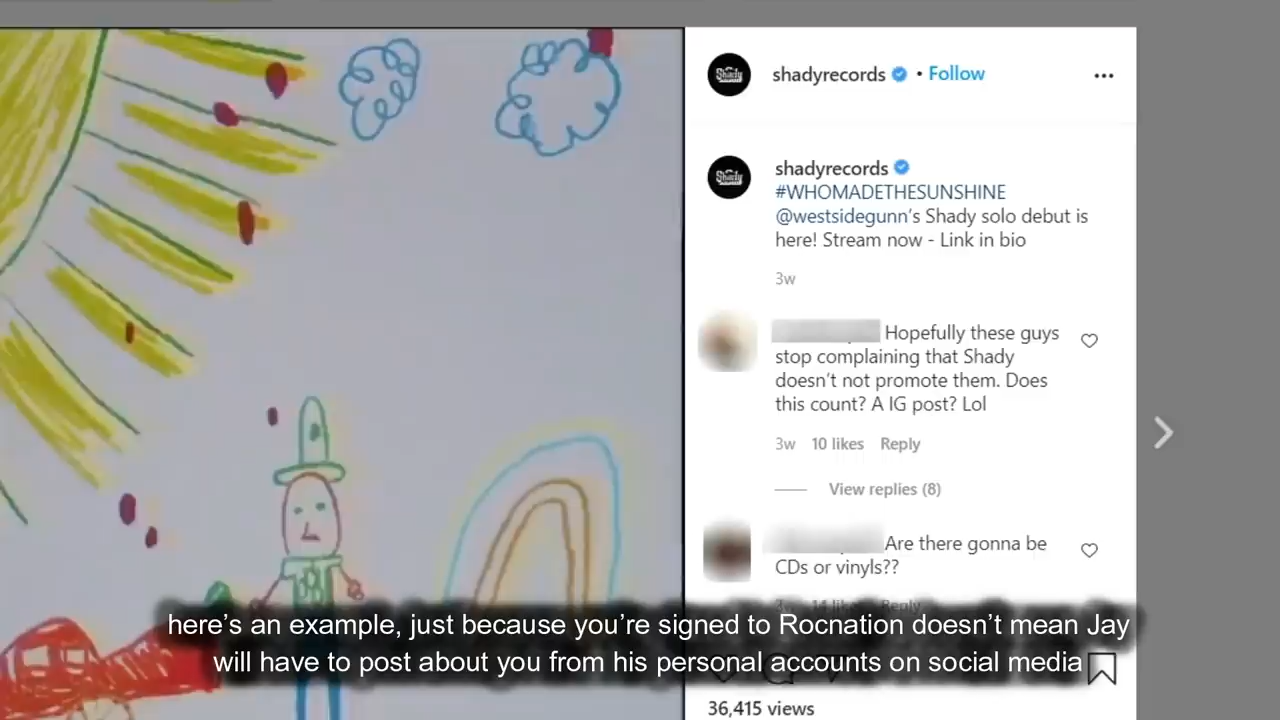 shadyrecords • Follow
shadyrecords
#WHOMADETHESUNSHINE
@westsidegunn's Shady solo debut is
here! Stream now - Link in bio
3w
Hopefully these guys
stop complaining that Shady
doesn't not promote them. Does
this count? A IG post? Lol
3w 10 likes Reply
View replies (8)
Are there gonna be
CDs or vinyls??
here's an example, just because you're signed to Rocnation doesn't mean Jay
will have to post about you from his personal accounts on social media
36,415 views